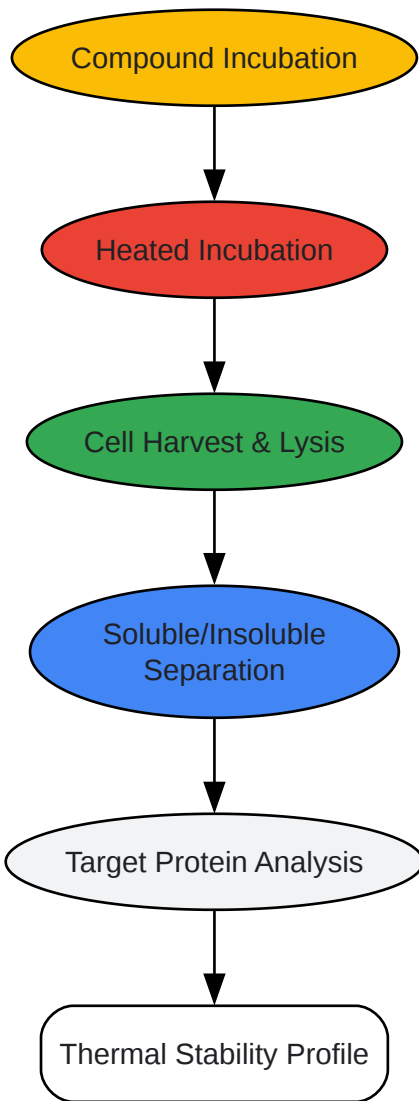 Compound Incubation
Heated Incubation
Cell Harvest & Lysis
Soluble/Insoluble
Separation
Target Protein Analysis
Thermal Stability Profile